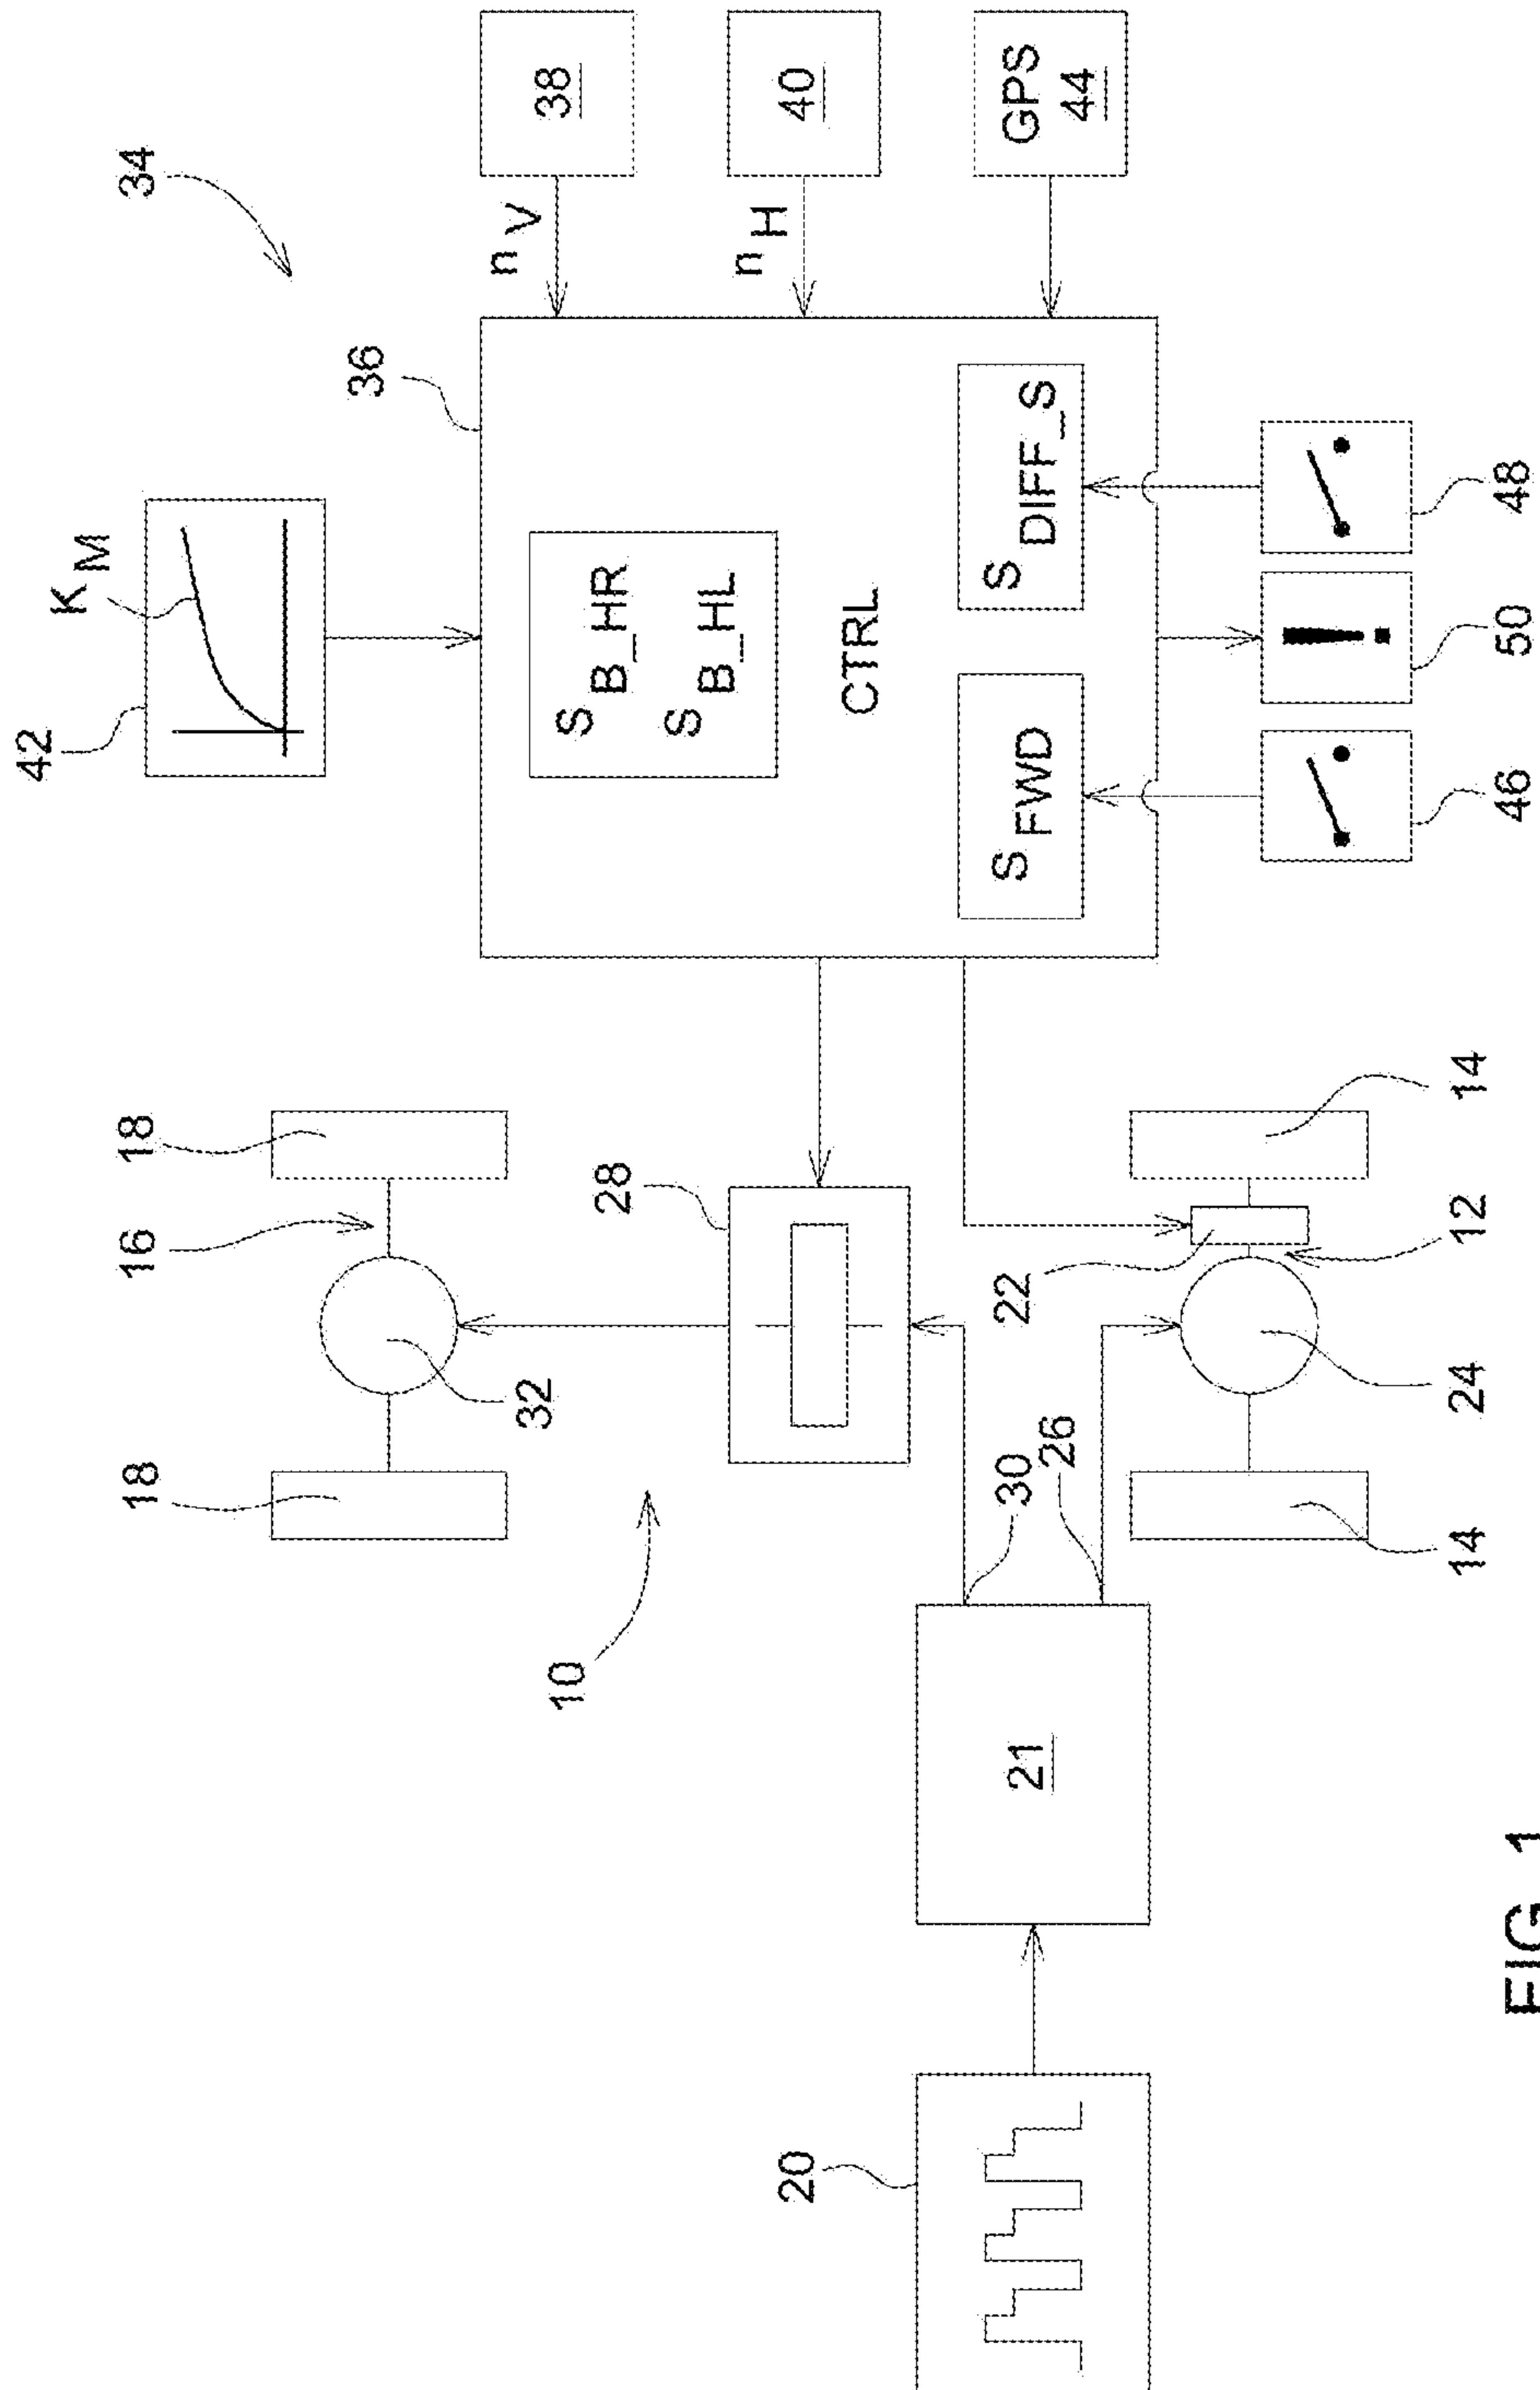 34
42
K M
36
38
n V
40
n H
GPS
44
S B_HR
S B_HL
CTRL
S FWD
S DIFF_S
46
50
48
18
16
18
28
32
10
22
30
26
14
12
24
14
20
21
FIG. 1